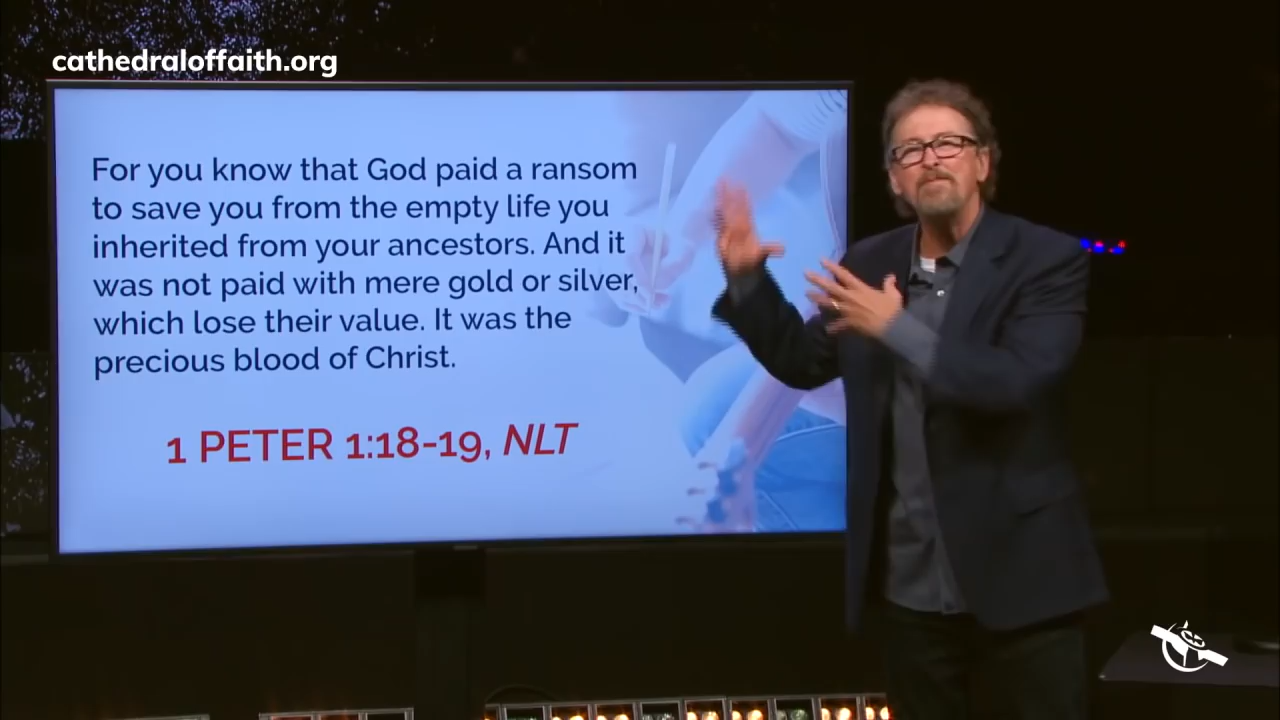 cathedraloffaith.org
For you know that God paid a ransom
to save you from the empty life you
inherited from your ancestors. And it
was not paid with mere gold or silver,
which lose their value. It was the
precious blood of Christ.
1 PETER 1:18-19, NLT